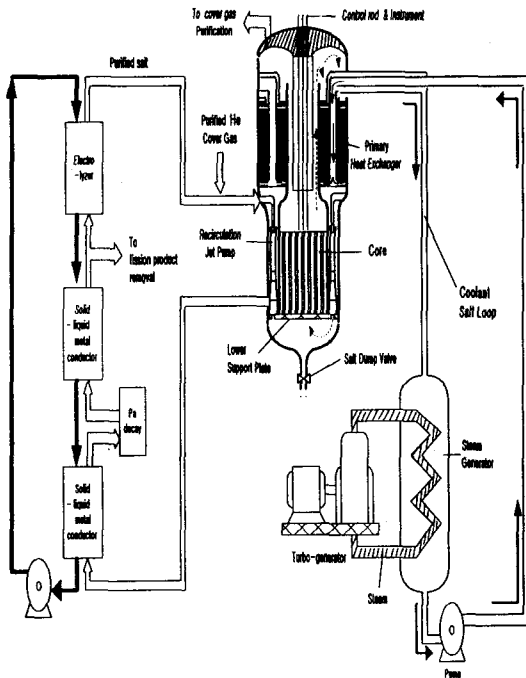 To cover gas
Purification
Control rod & Instrument
Purified salt
Purified He
Cover Gas
Electro
-lyzer
Primary
Heat Exchanger
To
fission product
removal
Recirculation
Jet Pump
Core
Coolant
Salt Loop
Solid
-liquid
metal
conductor
Lower
Support Plate
Salt Dump Valve
Pa
decay
Steam
Generator
Solid
-liquid
metal
conductor
Turbo-generator
Steam
Pump